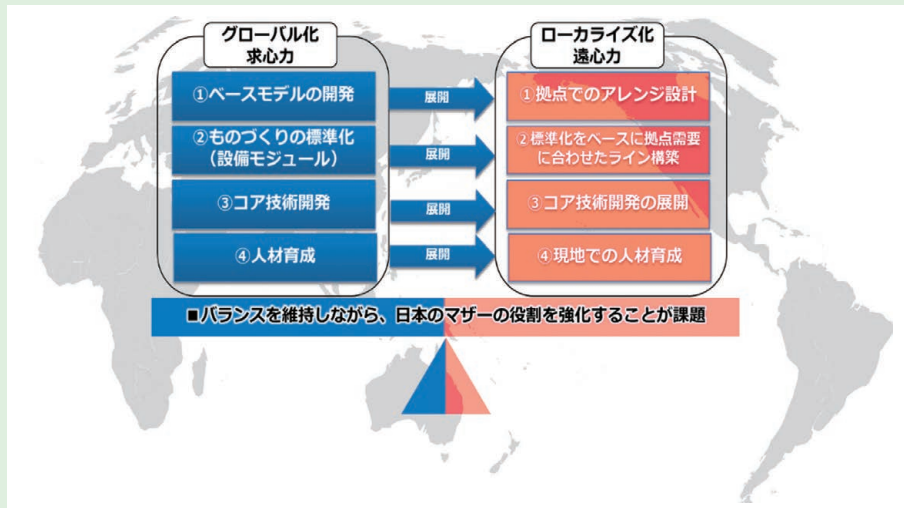 グローバル化
求心力
①ベースモデルの開発
②ものづくりの標準化
（設備モジュール）
③コア技術開発
④人材育成
展開
展開
展開
展開
ローカライズ化
遠心力
①拠点でのアレンジ設計
②標準化をベースに拠点需要
に合わせたライン構築
③コア技術開発の展開
④現地での人材育成
■バランスを維持しながら、日本のマザーの役割を強化することが課題